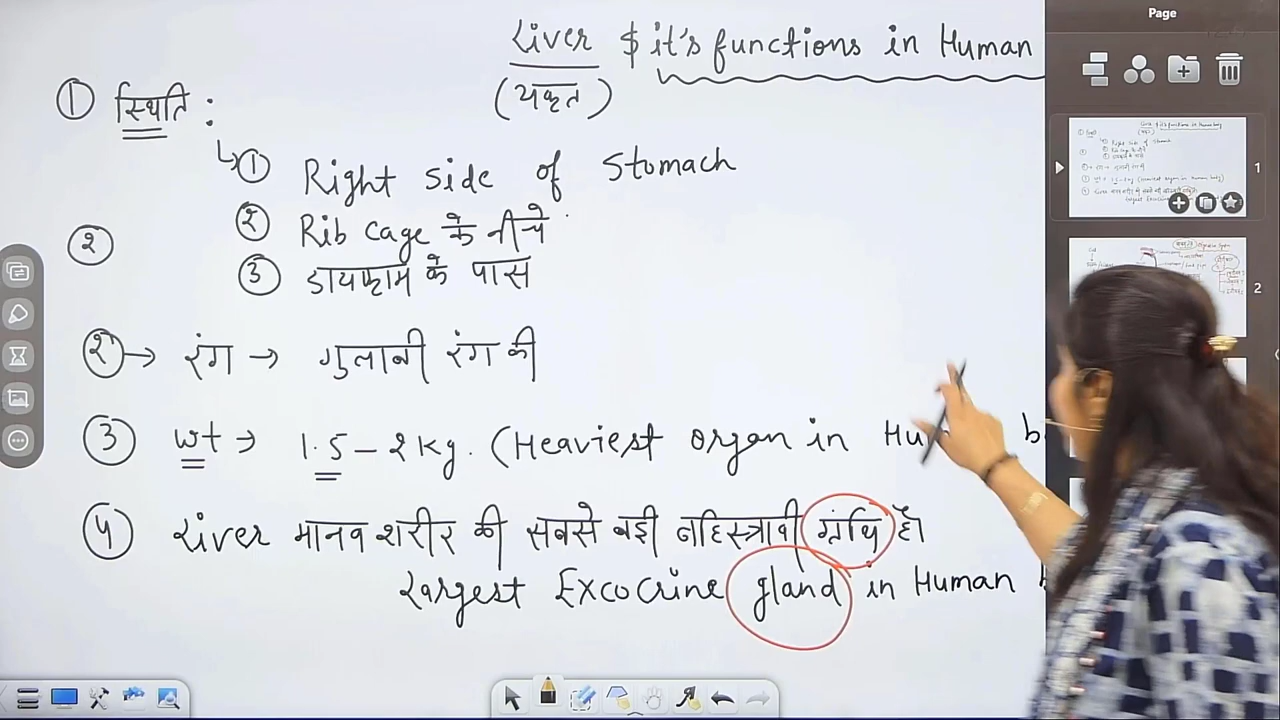 Liver $ it's functions in Human
(यकृत)
① स्थिति :
↳ ① Right side of Stomach
② Rib cage के नीचे
②
③ डायफ्राम के पास
② → रंग → गुलाबी रंग की
③ wt → 1.5 – 2 Kg. (Heaviest organ in
④ Liver मानव शरीर की सबसे बड़ी बहिस्त्रावी ग्रंथि है।
Largest Excocrine gland in Human
Page
1
2